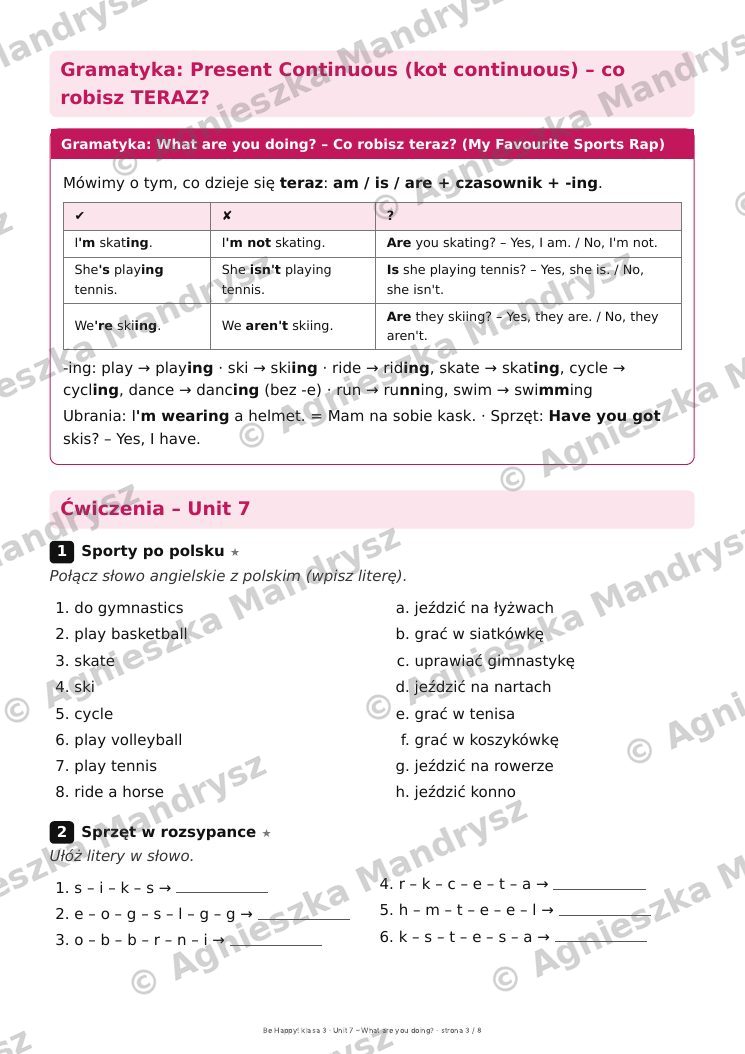 Gramatyka: Present Continuous (kot continuous) – co
robisz TERAZ?
Gramatyka: What are you doing? – Co robisz teraz? (My Favourite Sports Rap)
Mówimy o tym, co dzieje się teraz: am / is / are + czasownik + -ing.
✔ ✘ ?
I'm skating. I'm not skating. Are you skating? – Yes, I am. / No, I'm not.
She's playing tennis. She isn't playing tennis. Is she playing tennis? – Yes, she is. / No, she isn't.
We're skiing. We aren't skiing. Are they skiing? – Yes, they are. / No, they aren't.
-ing: play → playing · ski → skiing · ride → riding, skate → skating, cycle →
cycling, dance → dancing (bez -e) · run → running, swim → swimming
Ubrania: I'm wearing a helmet. = Mam na sobie kask. · Sprzęt: Have you got
skis? – Yes, I have.
Ćwiczenia – Unit 7
1 Sporty po polsku ★
Połącz słowo angielskie z polskim (wpisz literę).
1. do gymnastics
2. play basketball
3. skate
4. ski
5. cycle
6. play volleyball
7. play tennis
8. ride a horse
a. jeździć na łyżwach
b. grać w siatkówkę
c. uprawiać gimnastykę
d. jeździć na nartach
e. grać w tenisa
f. grać w koszykówkę
g. jeździć na rowerze
h. jeździć konno
2 Sprzęt w rozsypance ★
Ułóż litery w słowo.
1. s – i – k – s → ____________
2. e – o – g – s – l – g – g → ____________
3. o – b – b – r – n – i → ____________
4. r – k – c – e – t – a → ____________
5. h – m – t – e – e – l → ____________
6. k – s – t – e – s – a → ____________
Be Happy! klasa 3 · Unit 7 – What are you doing? · strona 3 / 8
© Agnieszka Mandrysz